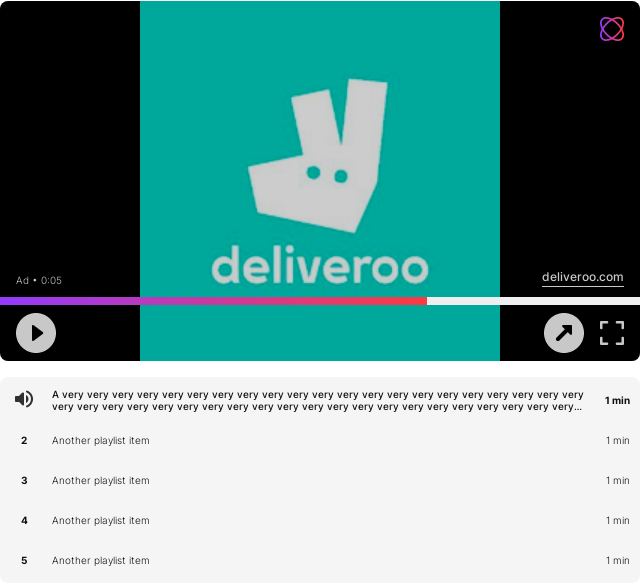 deliveroo
Ad • 0:05
deliveroo.com
A very very very very very very very very very very very very very very very very very very very very very
very very very very very very very very very very very very very very very very very very very very very...
1 min
2 Another playlist item 1 min
3 Another playlist item 1 min
4 Another playlist item 1 min
5 Another playlist item 1 min